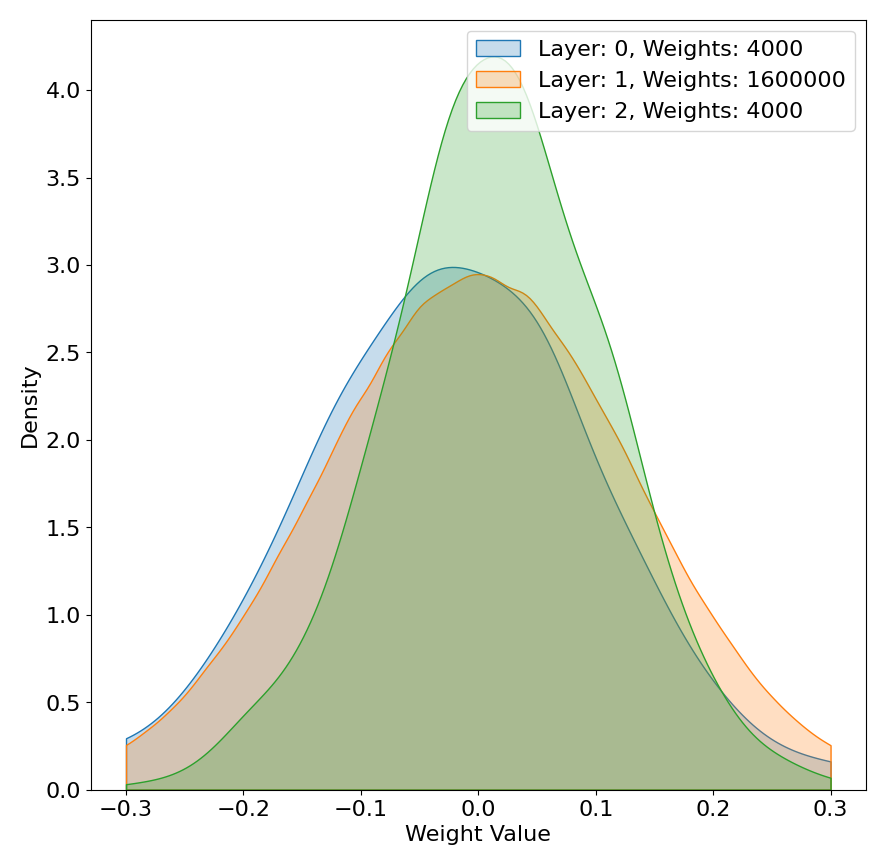 Layer: 0, Weights: 4000
Layer: 1, Weights: 1600000
Layer: 2, Weights: 4000
4.0
3.5
3.0
2.5
2.0
1.5
1.0
0.5
0.0
Density
−0.3 −0.2 −0.1 0.0 0.1 0.2 0.3
Weight Value